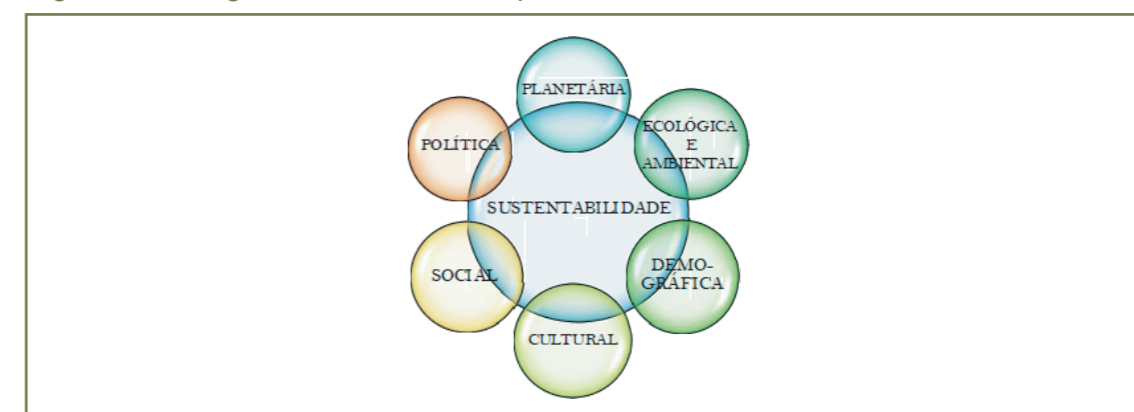 PLANETÁRIA
POLÍTICA
ECOLÓGICA
E
AMBIENTAL
SUSTENTABILIDADE
SOCIAL
DEMO-
GRÁFICA
CULTURAL